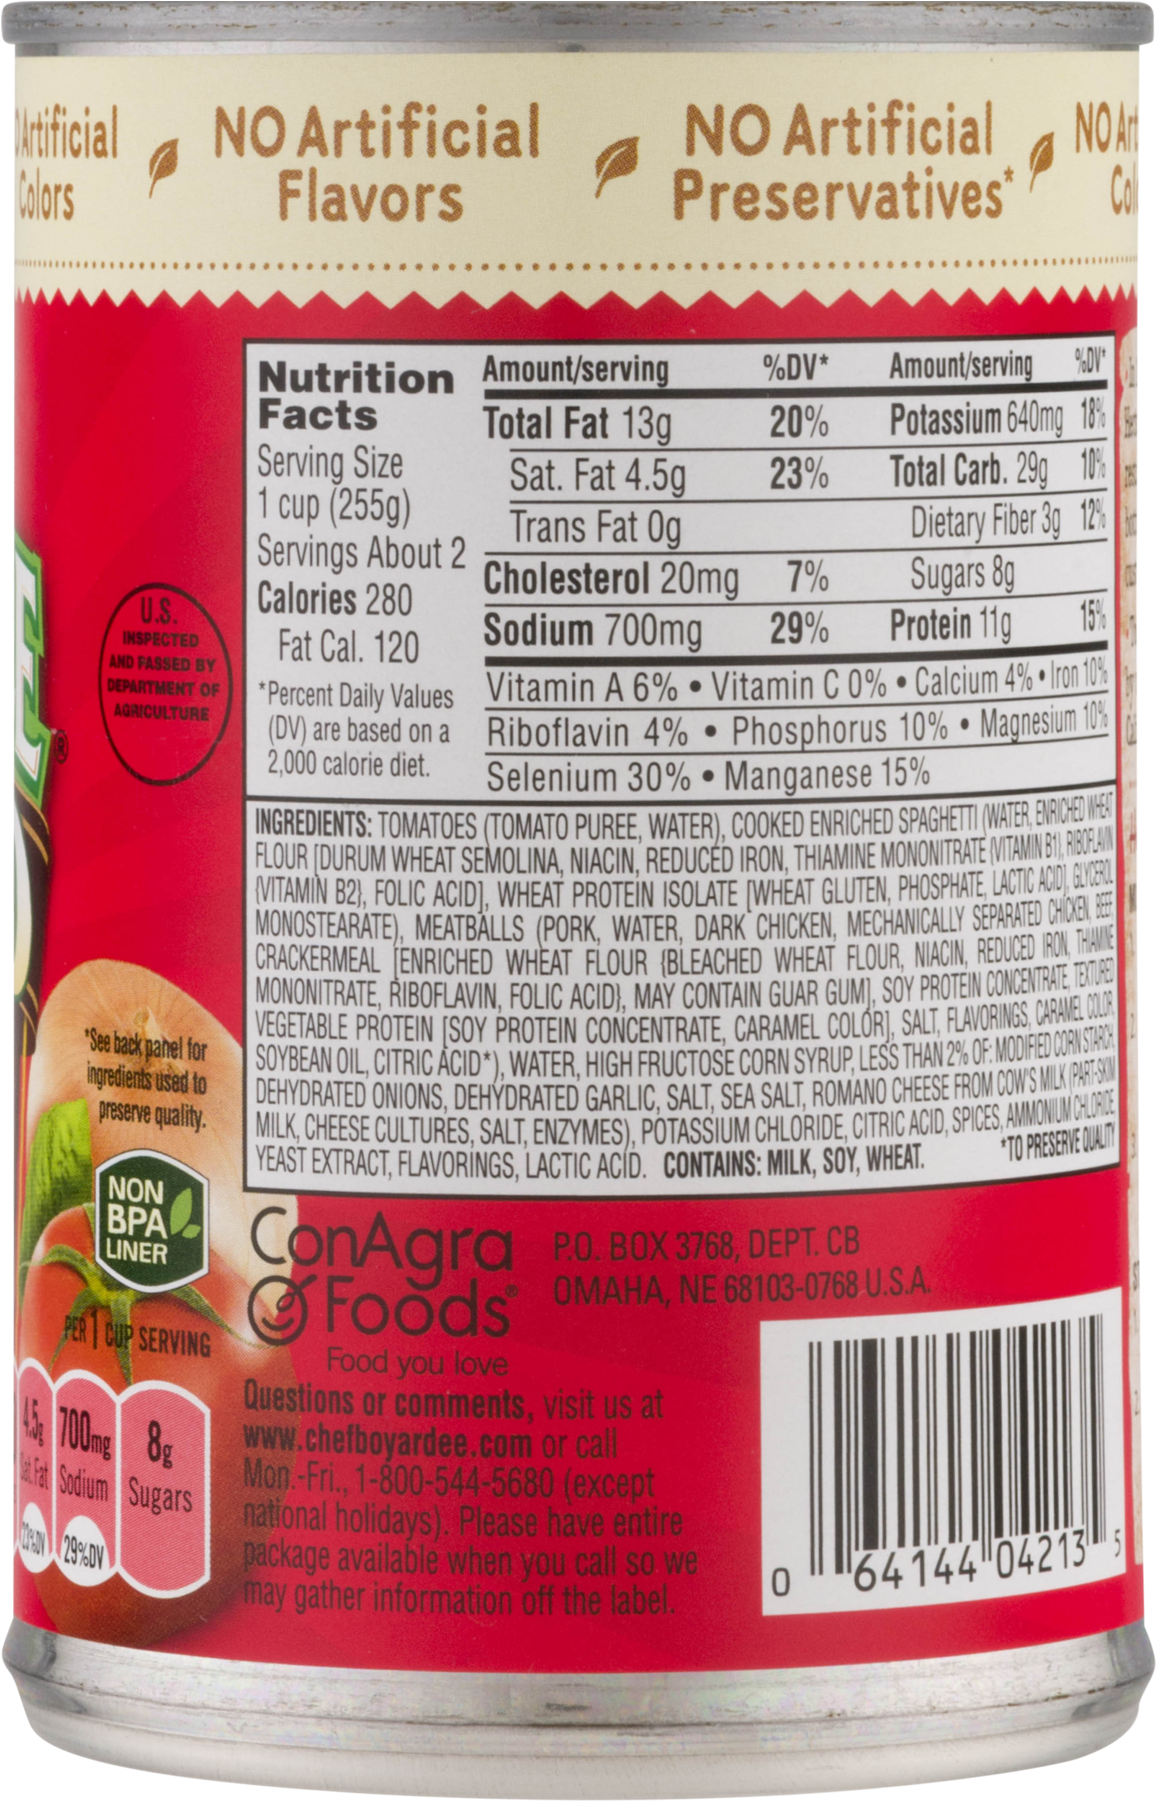 Artificial
Colors
NO Artificial
Flavors
NO Artificial
Preservatives*
NO
Nutrition
Facts
Serving Size
1 cup (255g)
Servings About 2
Calories 280
Fat Cal. 120
*Percent Daily Values
(DV) are based on a
2,000 calorie diet.
Amount/serving %DV*
Total Fat 13g 20%
Sat. Fat 4.5g 23%
Trans Fat 0g
Cholesterol 20mg 7%
Sodium 700mg 29%
Amount/serving %DV*
Potassium 640mg 18%
Total Carb. 29g 10%
Dietary Fiber 3g 12%
Sugars 8g
Protein 11g 15%
Vitamin A 6% • Vitamin C 0% • Calcium 4% • Iron 10%
Riboflavin 4% • Phosphorus 10% • Magnesium 10%
Selenium 30% • Manganese 15%
INGREDIENTS: TOMATOES (TOMATO PUREE, WATER), COOKED ENRICHED SPAGHETTI (WATER, ENRICHED WHEAT
FLOUR [DURUM WHEAT SEMOLINA, NIACIN, REDUCED IRON, THIAMINE MONONITRATE {VITAMIN B1}, RIBOFLAVIN
{VITAMIN B2}, FOLIC ACID], WHEAT PROTEIN ISOLATE [WHEAT GLUTEN, PHOSPHATE, LACTIC ACID], GLYCEROL
MONOSTEARATE), MEATBALLS (PORK, WATER, DARK CHICKEN, MECHANICALLY SEPARATED CHICKEN, BEEF,
CRACKERMEAL [ENRICHED WHEAT FLOUR {BLEACHED WHEAT FLOUR, NIACIN, REDUCED IRON, THIAMINE
MONONITRATE, RIBOFLAVIN, FOLIC ACID}, MAY CONTAIN GUAR GUM], SOY PROTEIN CONCENTRATE, TEXTURED
VEGETABLE PROTEIN [SOY PROTEIN CONCENTRATE, CARAMEL COLOR], SALT, FLAVORINGS, CARAMEL COLOR,
SOYBEAN OIL, CITRIC ACID*), WATER, HIGH FRUCTOSE CORN SYRUP, LESS THAN 2% OF: MODIFIED CORN STARCH,
DEHYDRATED ONIONS, DEHYDRATED GARLIC, SALT, SEA SALT, ROMANO CHEESE FROM COW'S MILK (PART-SKIM
MILK, CHEESE CULTURES, SALT, ENZYMES), POTASSIUM CHLORIDE, CITRIC ACID, SPICES, AMMONIUM CHLORIDE,
YEAST EXTRACT, FLAVORINGS, LACTIC ACID. CONTAINS: MILK, SOY, WHEAT. *TO PRESERVE QUALITY
U.S.
INSPECTED
AND PASSED BY
DEPARTMENT OF
AGRICULTURE
E®
*See back panel for
ingredients used to
preserve quality.
NON
BPA
LINER
PER 1 CUP SERVING
4.5g
Sat. Fat
23%DV
700mg
Sodium
29%DV
8g
Sugars
ConAgra
Foods®
Food you love
P.O. BOX 3768, DEPT. CB
OMAHA, NE 68103-0768 U.S.A.
Questions or comments, visit us at
www.chefboyardee.com or call
Mon.-Fri., 1-800-544-5680 (except
national holidays). Please have entire
package available when you call so we
may gather information off the label.
0 64144 04213 5